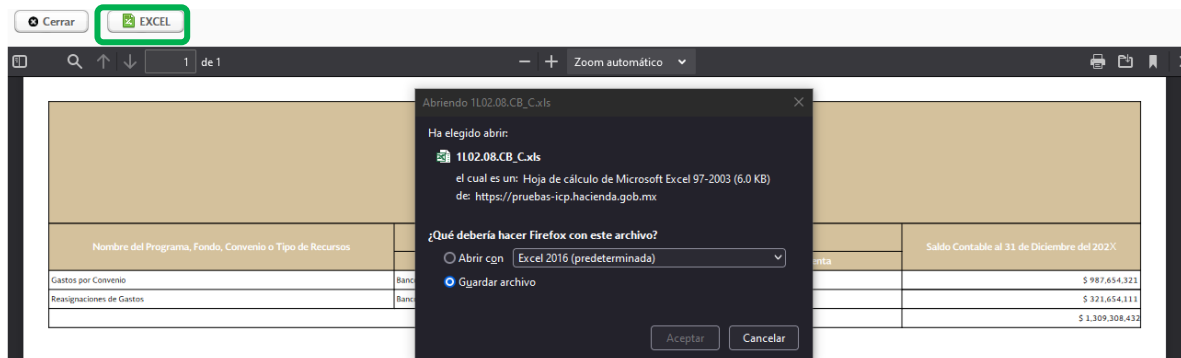 Cerrar EXCEL
1 de 1 Zoom automático
Abriendo 1L02.08.CB_C.xls
Ha elegido abrir:
1L02.08.CB_C.xls
el cual es un: Hoja de cálculo de Microsoft Excel 97-2003 (6.0 KB)
de: https://pruebas-icp.hacienda.gob.mx
¿Qué debería hacer Firefox con este archivo?
Abrir con Excel 2016 (predeterminada)
Guardar archivo
Aceptar Cancelar
Nombre del Programa, Fondo, Convenio o Tipo de Recursos Saldo Contable al 31 de Diciembre del 202X
Gastos por Convenio $ 987,654,321
Reasignaciones de Gastos $ 321,654,111
$ 1,309,308,432